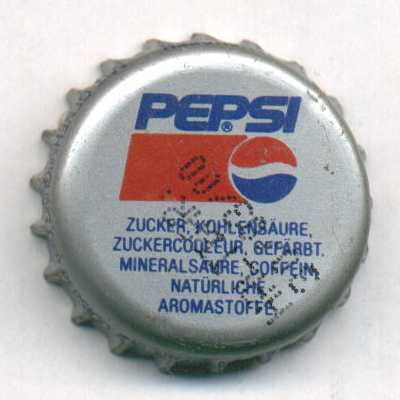 PEPSI®
ZUCKER, KOHLENSÄURE,
ZUCKERCOULEUR, GEFÄRBT,
MINERALSÄURE, COFFEIN,
NATÜRLICHE
AROMASTOFFE